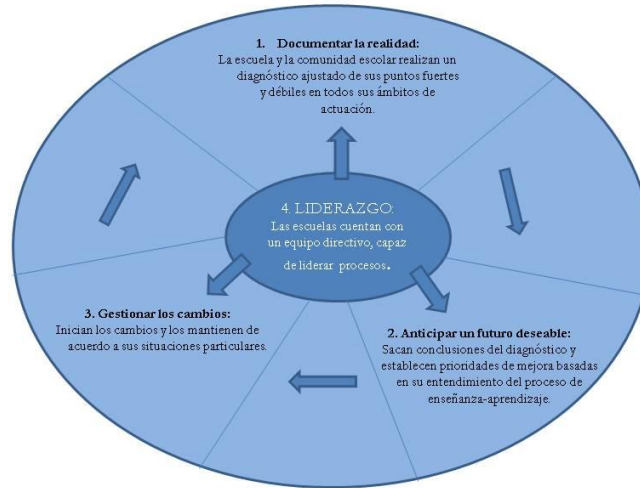 1. Documentar la realidad:
La escuela y la comunidad escolar realizan un
diagnóstico ajustado de sus puntos fuertes
y débiles en todos sus ámbitos de
actuación.
4. LIDERAZGO:
Las escuelas cuentan con
un equipo directivo, capaz
de liderar procesos.
3. Gestionar los cambios:
Inician los cambios y los mantienen de
acuerdo a sus situaciones particulares.
2. Anticipar un futuro deseable:
Sacan conclusiones del diagnóstico y
establecen prioridades de mejora basadas
en su entendimiento del proceso de
enseñanza-aprendizaje.